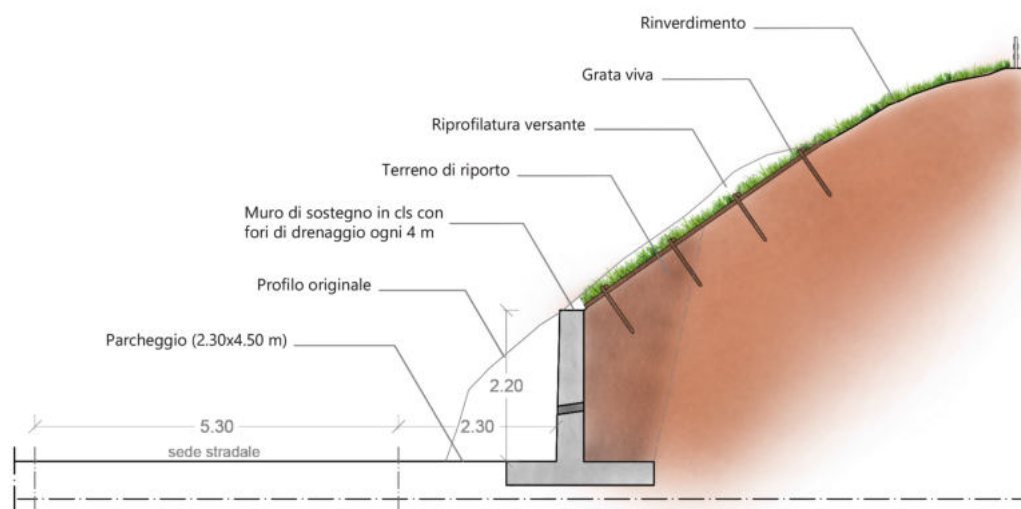 Rinverdimento
Grata viva
Riprofilatura versante
Terreno di riporto
Muro di sostegno in cls con
fori di drenaggio ogni 4 m
Profilo originale
Parcheggio (2.30x4.50 m)
2.20
5.30
2.30
sede stradale